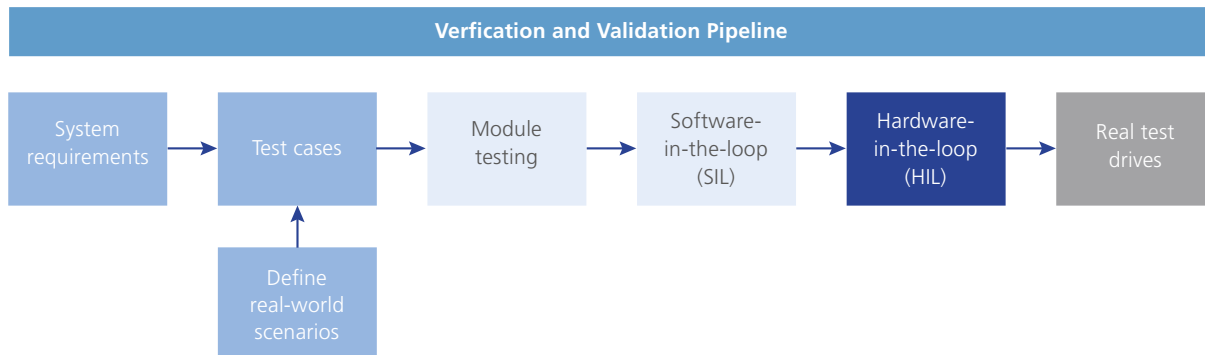 Verfication and Validation Pipeline
System
requirements
Test cases
Module
testing
Software-
in-the-loop
(SIL)
Hardware-
in-the-loop
(HIL)
Real test
drives
Define
real-world
scenarios